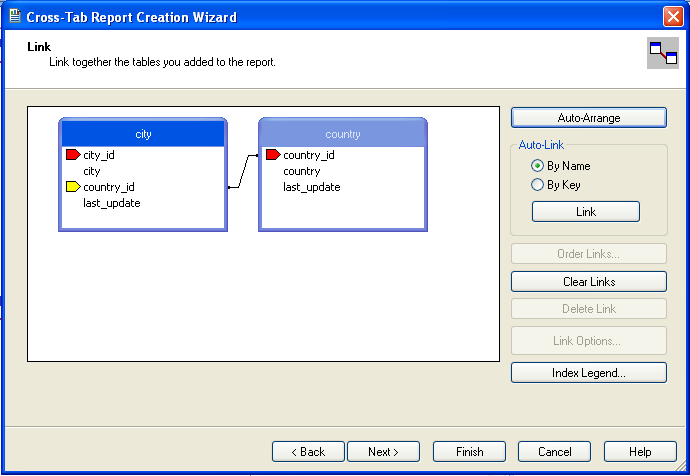 Cross-Tab Report Creation Wizard
Link
Link together the tables you added to the report.
city
city_id
city
country_id
last_update
country
country_id
country
last_update
Auto-Arrange
Auto-Link
By Name
By Key
Link
Order Links...
Clear Links
Delete Link
Link Options...
Index Legend...
< Back
Next >
Finish
Cancel
Help